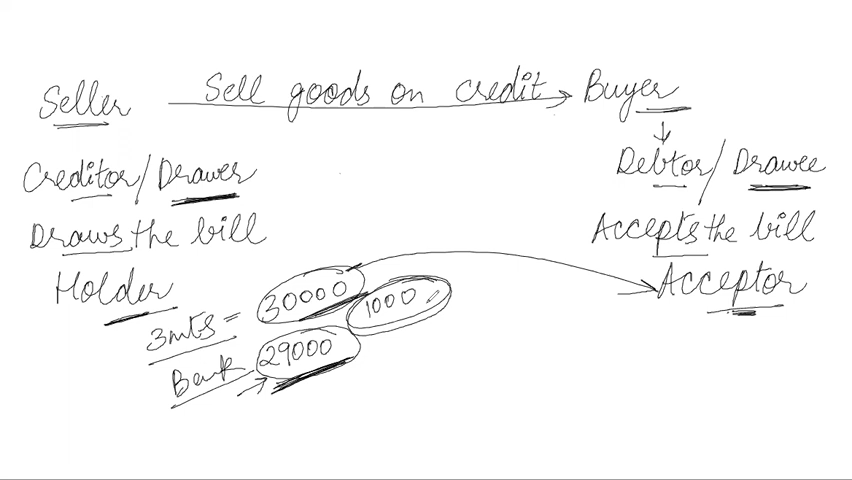 Seller Sell goods on credit Buyer
Creditor/Drawer Debtor/Drawee
Draws the bill Accepts the bill
Holder Acceptor
3mts = 30000 1000
Bank 29000